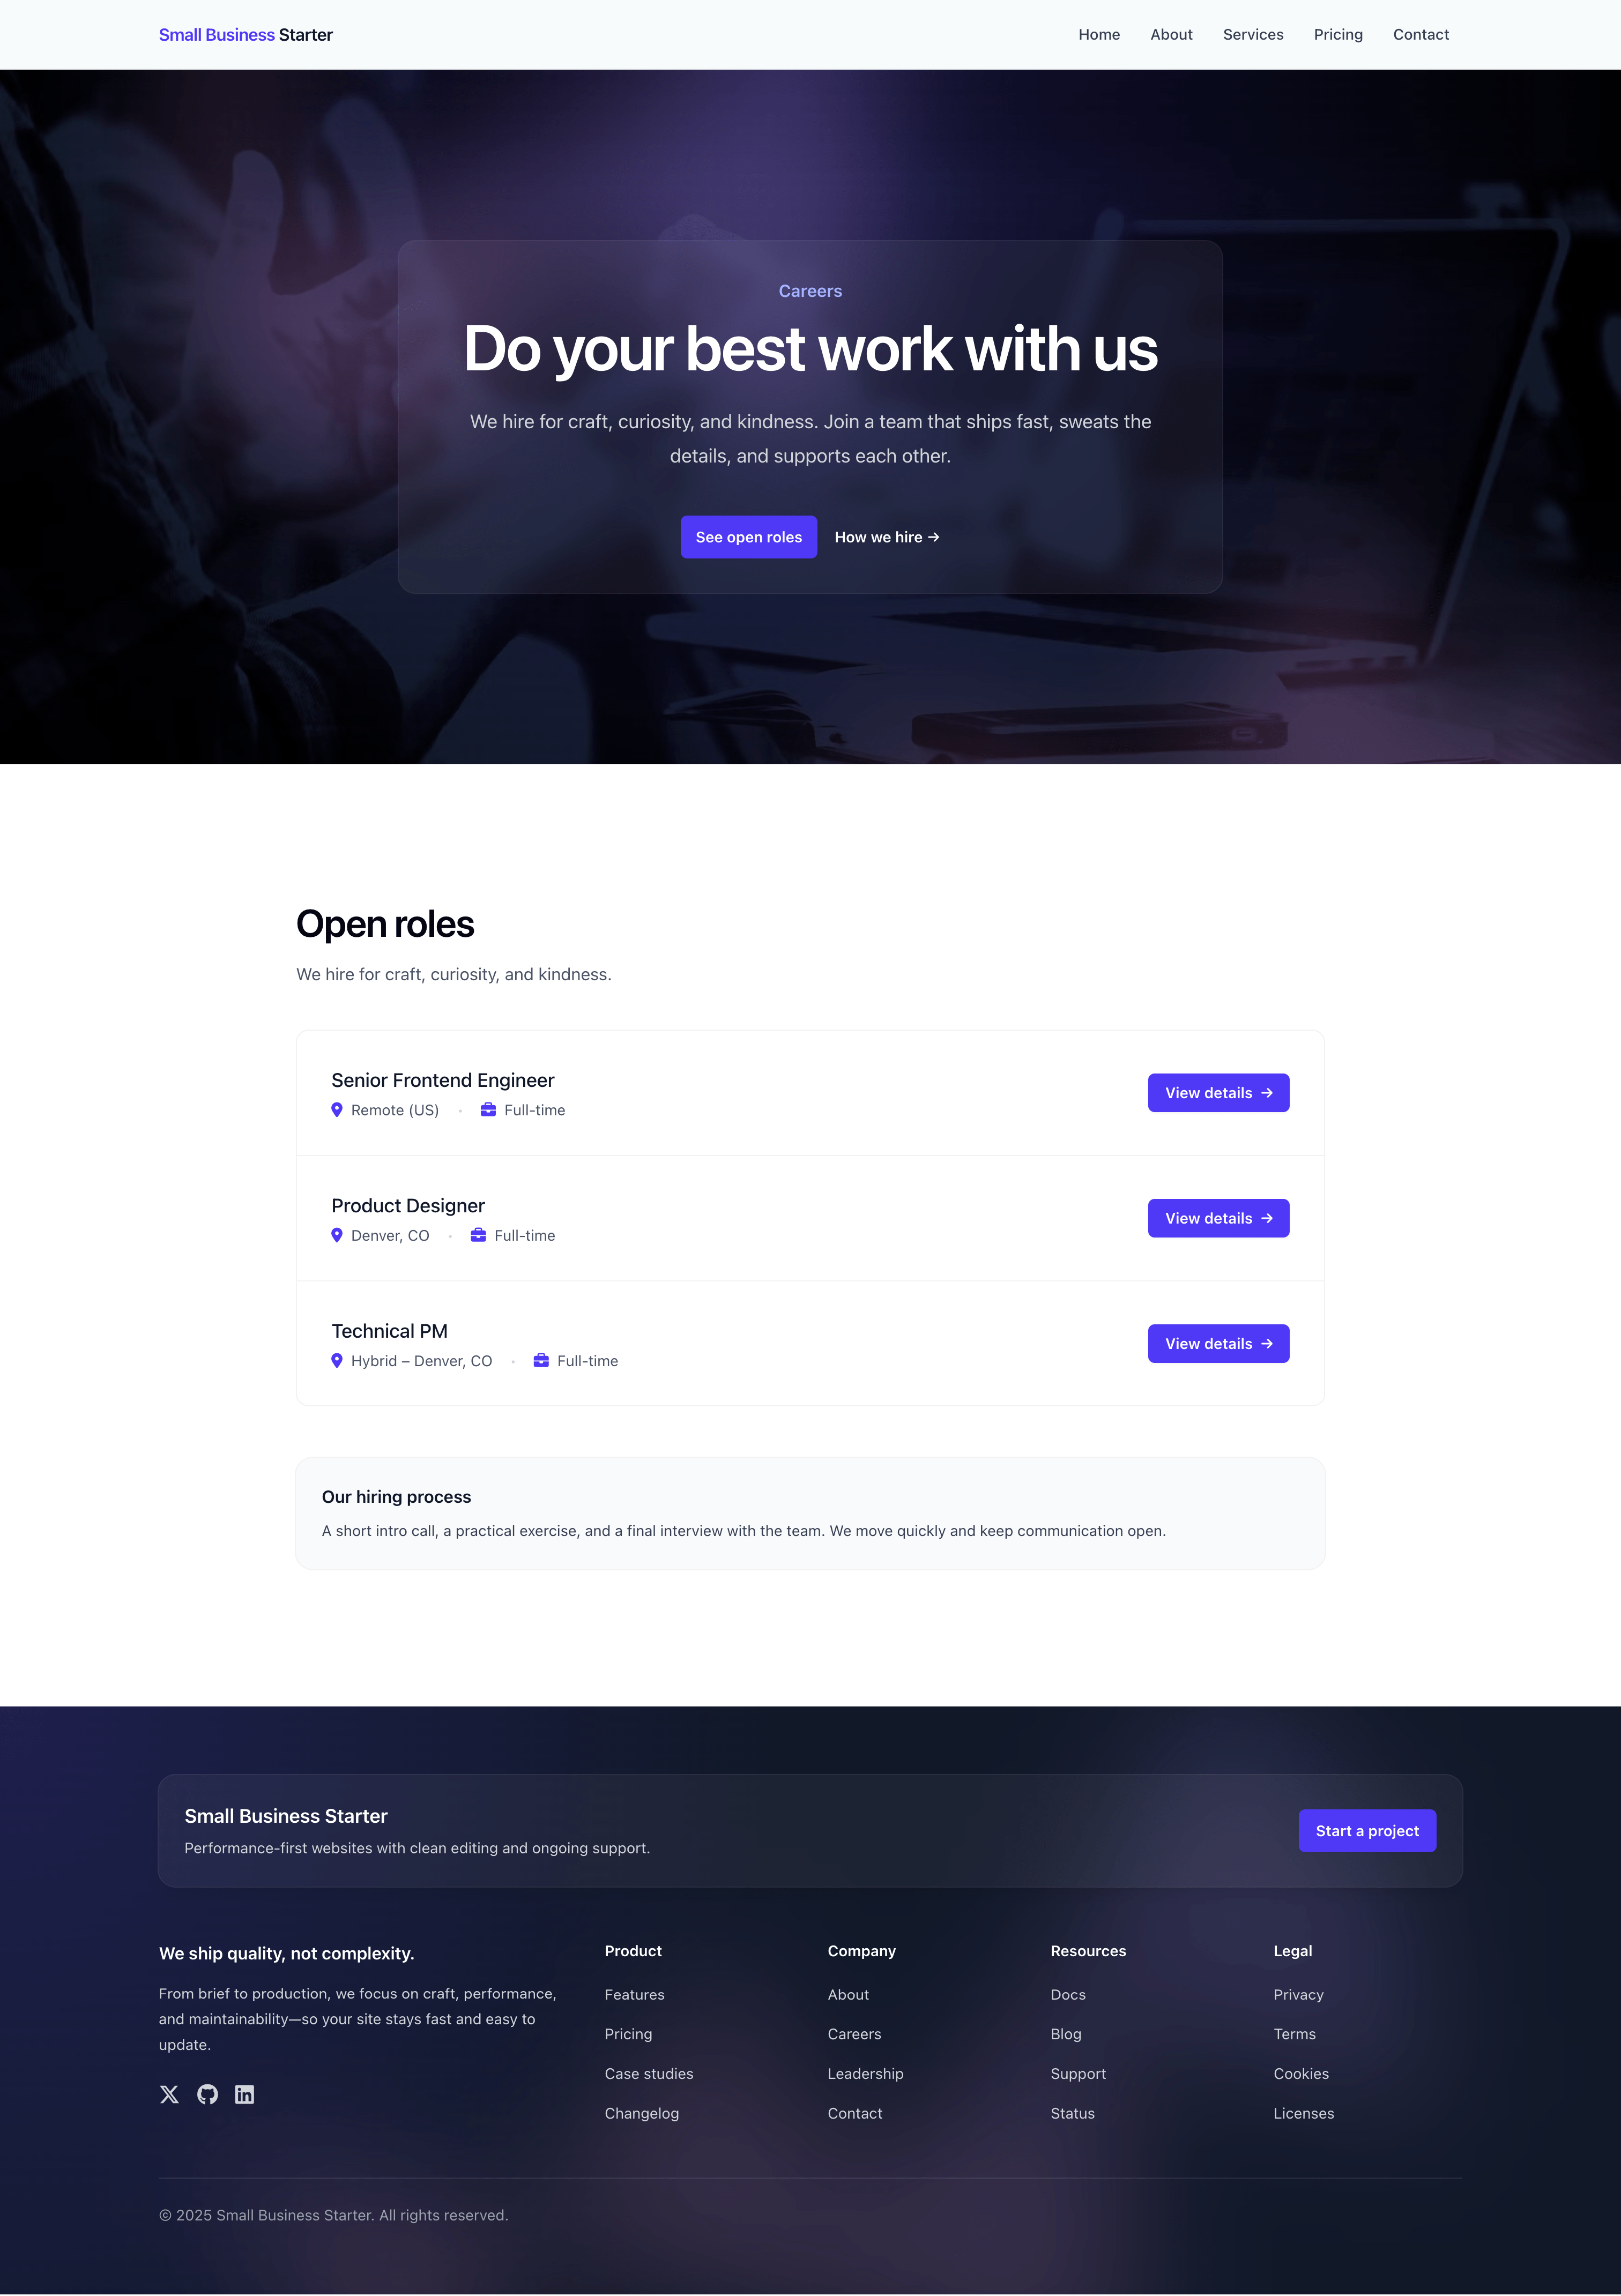 Small Business Starter
Home About Services Pricing Contact
Careers
Do your best work with us
We hire for craft, curiosity, and kindness. Join a team that ships fast, sweats the
details, and supports each other.
See open roles How we hire →
Open roles
We hire for craft, curiosity, and kindness.
Senior Frontend Engineer
Remote (US) • Full-time
View details →
Product Designer
Denver, CO • Full-time
View details →
Technical PM
Hybrid – Denver, CO • Full-time
View details →
Our hiring process
A short intro call, a practical exercise, and a final interview with the team. We move quickly and keep communication open.
Small Business Starter
Performance-first websites with clean editing and ongoing support.
Start a project
We ship quality, not complexity.
From brief to production, we focus on craft, performance,
and maintainability—so your site stays fast and easy to
update.
Product
Features
Pricing
Case studies
Changelog
Company
About
Careers
Leadership
Contact
Resources
Docs
Blog
Support
Status
Legal
Privacy
Terms
Cookies
Licenses
© 2025 Small Business Starter. All rights reserved.